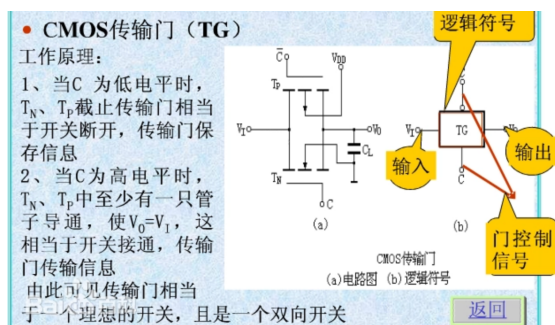 • CMOS传输门（TG）
工作原理：
1、当C 为低电平时，
TN、TP截止传输门相当
于开关断开，传输门保
存信息
2、当C为高电平时，
TN、TP中至少有一只管
子导通，使VO=VI，这
相当于开关接通，传输
门传输信息
由此可见传输门相当
于一个理想的开关，且是一个双向开关
C̅
VDD
TP
VI
VO
CL
TN
C
(a)
逻辑符号
VI
TG
输入
输出
C
(b)
门控制
信号
CMOS传输门
(a)电路图 (b)逻辑符号
返回